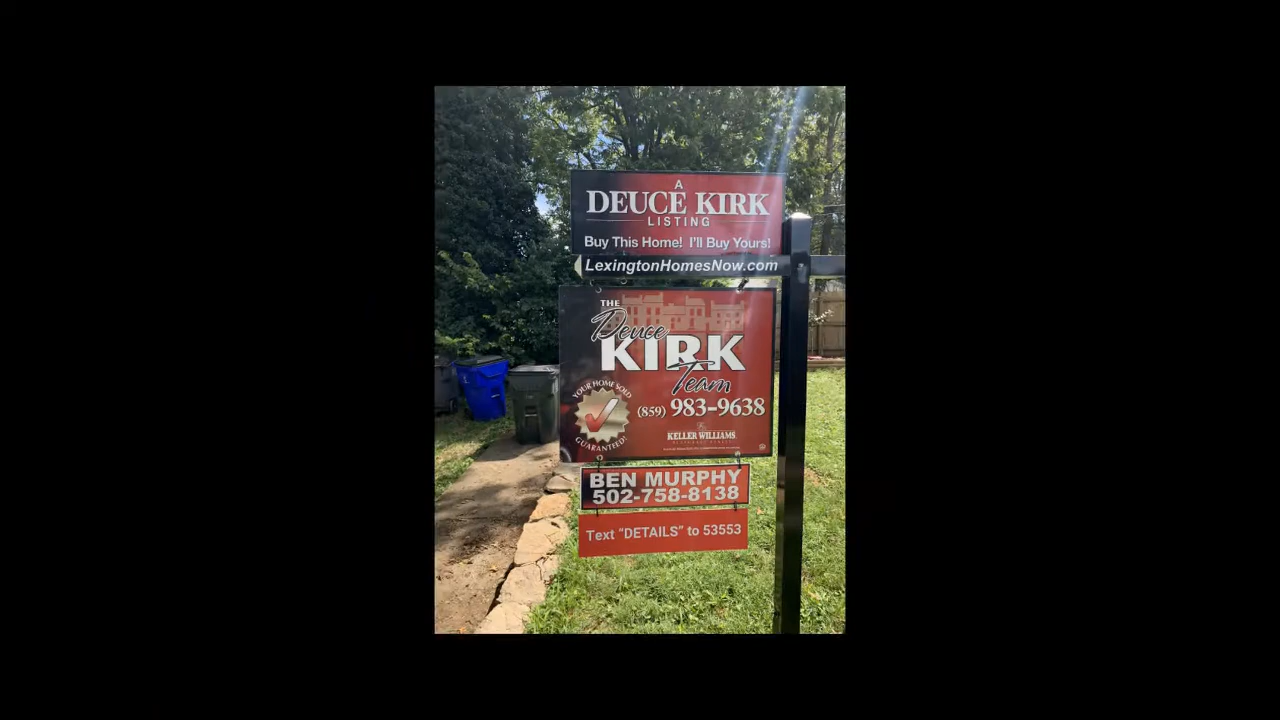 A
DEUCE KIRK
LISTING
Buy This Home! I'll Buy Yours!
LexingtonHomesNow.com
THE
Deuce
KIRK
Team
(859) 983-9638
YOUR HOME SOLD
GUARANTEED!
KELLER WILLIAMS
BEN MURPHY
502-758-8138
Text "DETAILS" to 53553